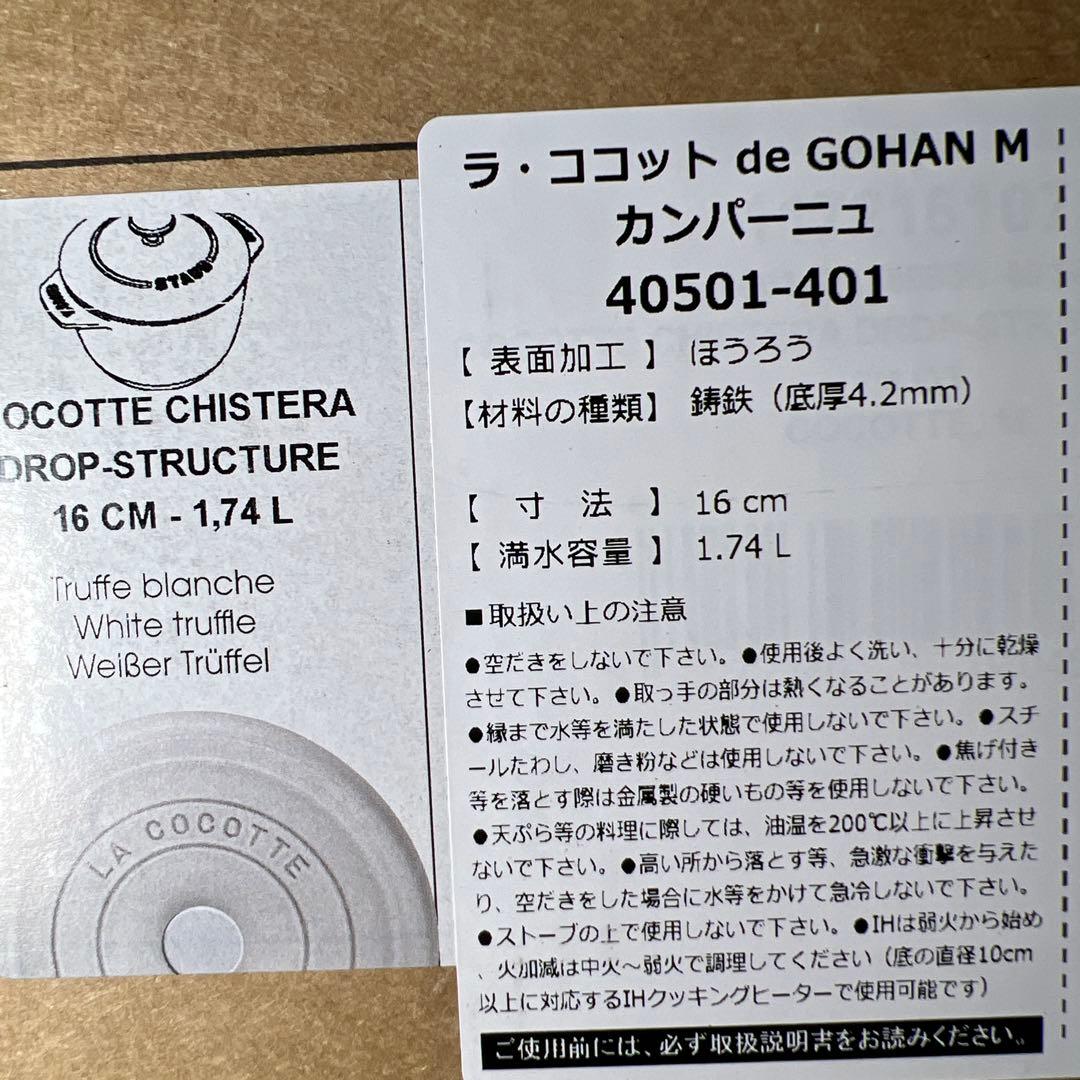 STAUB
OCOTTE CHISTERA
DROP-STRUCTURE
16 CM - 1,74 L
Truffe blanche
White truffle
Weißer Trüffel
LA COCOTTE
ラ・ココット de GOHAN M
カンパーニュ
40501-401
【 表面加工 】 ほうろう
【材料の種類】 鋳鉄（底厚4.2mm）
【 寸 法 】 16 cm
【 満水容量 】 1.74 L
■取扱い上の注意
●空だきをしないで下さい。●使用後よく洗い、十分に乾燥
させて下さい。●取っ手の部分は熱くなることがあります。
●縁まで水等を満たした状態で使用しないで下さい。●スチ
ールたわし、磨き粉などは使用しないで下さい。●焦げ付き
等を落とす際は金属製の硬いもの等を使用しないで下さい。
●天ぷら等の料理に際しては、油温を200℃以上に上昇させ
ないで下さい。●高い所から落とす等、急激な衝撃を与えた
り、空だきをした場合に水等をかけて急冷しないで下さい。
●ストーブの上で使用しないで下さい。●IHは弱火から始め
、火加減は中火～弱火で調理してください（底の直径10cm
以上に対応するIHクッキングヒーターで使用可能です）
ご使用前には、必ず取扱説明書をお読みください。